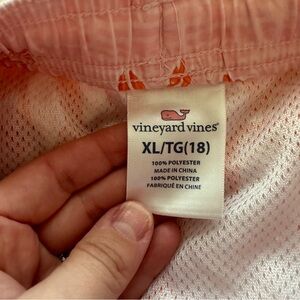 vineyard vines®
XL/TG(18)
100% POLYESTER
MADE IN CHINA
100% POLYESTER
FABRIQUÉ EN CHINE